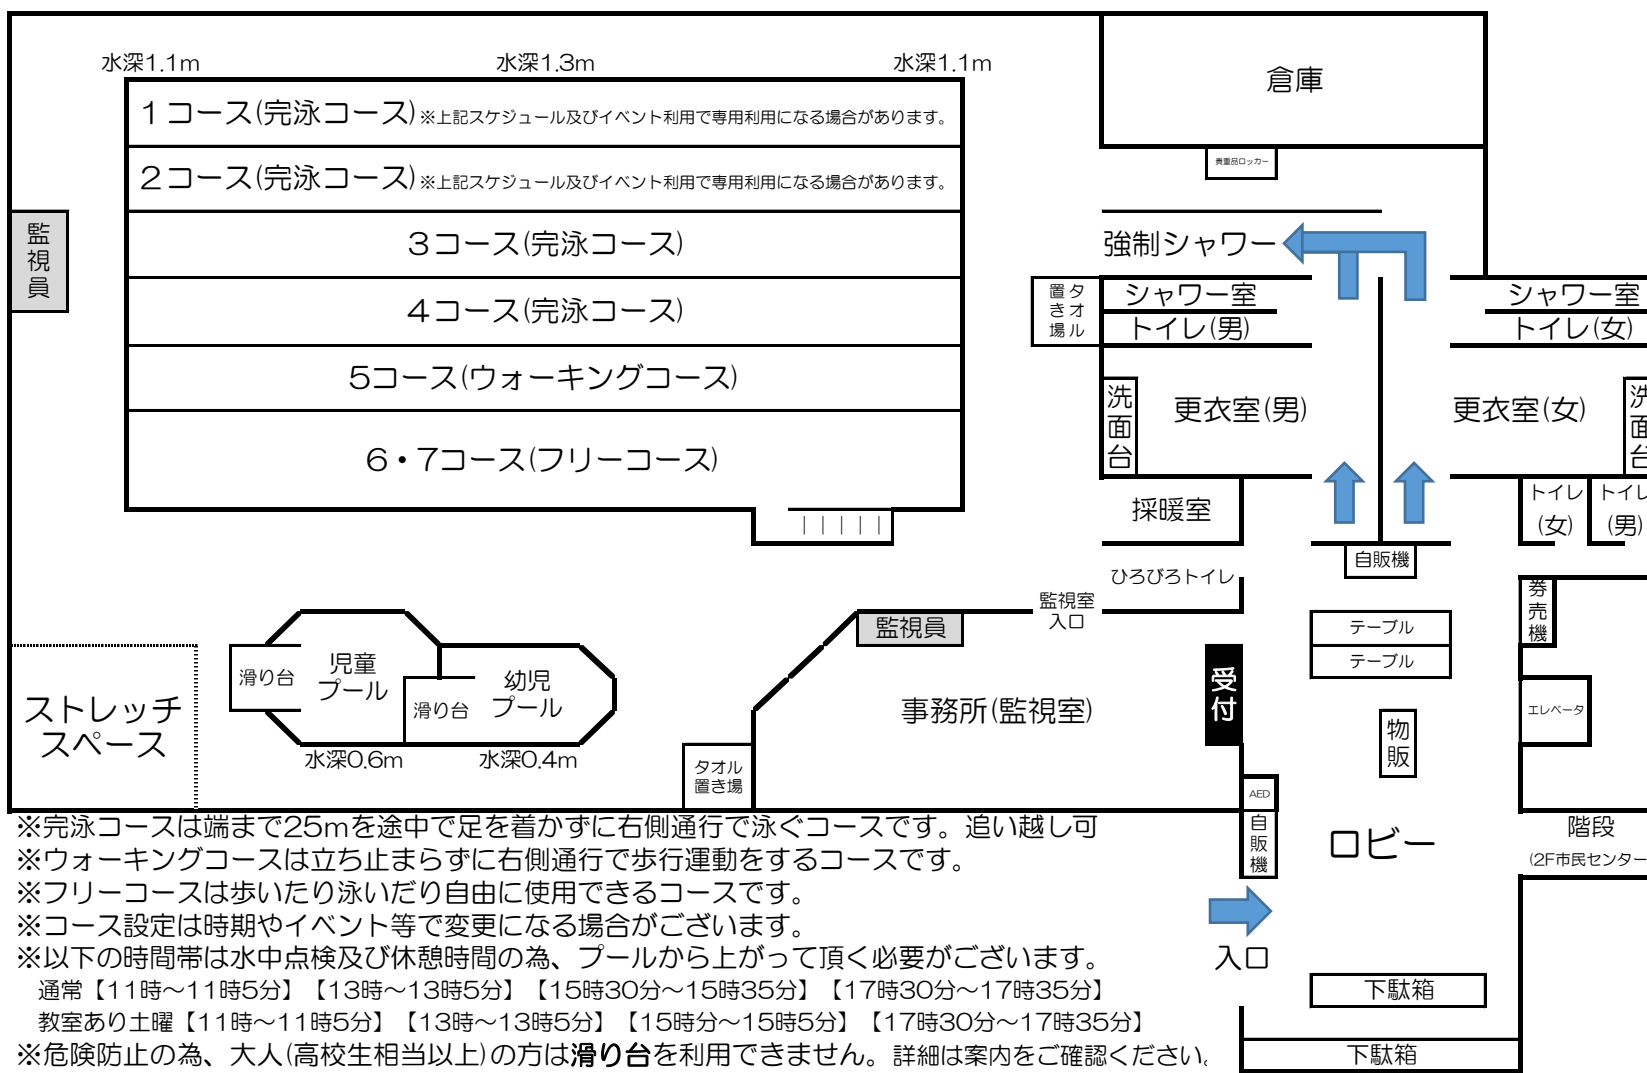 水深1.1m
水深1.3m
水深1.1m
1コース(完泳コース)※上記スケジュール及びイベント利用で専用利用になる場合があります。
2コース(完泳コース)※上記スケジュール及びイベント利用で専用利用になる場合があります。
3コース(完泳コース)
4コース(完泳コース)
5コース(ウォーキングコース)
6・7コース(フリーコース)
監視員
倉庫
貴重品ロッカー
強制シャワー
タオル置き場
シャワー室
トイレ(男)
シャワー室
トイレ(女)
洗面台
更衣室(男)
更衣室(女)
洗面台
採暖室
トイレ
(女)
トイレ
(男)
自販機
ひろびろトイレ
監視室
入口
監視員
テーブル
テーブル
券売機
滑り台
児童
プール
滑り台
幼児
プール
水深0.6m
水深0.4m
ストレッチ
スペース
タオル
置き場
事務所(監視室)
受付
物販
エレベータ
AED
自販機
ロビー
階段
(2F市民センター
入口
下駄箱
下駄箱
※完泳コースは端まで25mを途中で足を着かずに右側通行で泳ぐコースです。追い越し可
※ウォーキングコースは立ち止まらずに右側通行で歩行運動をするコースです。
※フリーコースは歩いたり泳いだり自由に使用できるコースです。
※コース設定は時期やイベント等で変更になる場合がございます。
※以下の時間帯は水中点検及び休憩時間の為、プールから上がって頂く必要がございます。
通常【11時~11時5分】【13時~13時5分】【15時30分~15時35分】【17時30分~17時35分】
教室あり土曜【11時~11時5分】【13時~13時5分】【15時分~15時5分】【17時30分~17時35分】
※危険防止の為、大人(高校生相当以上)の方は滑り台を利用できません。詳細は案内をご確認ください。